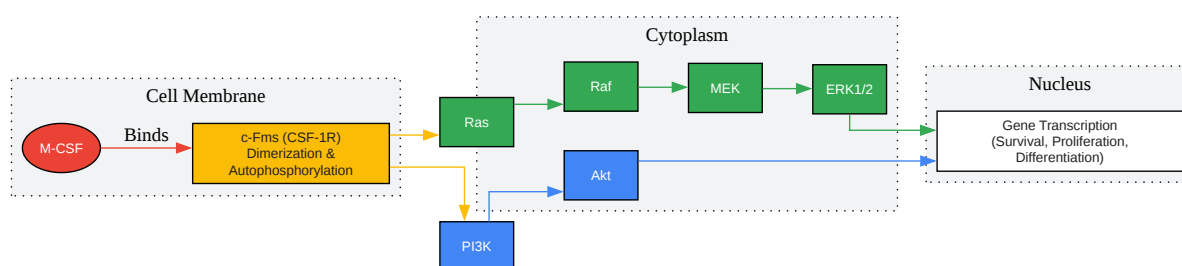 Cell Membrane
M-CSF
Binds
c-Fms (CSF-1R)
Dimerization &
Autophosphorylation
Ras
PI3K
Cytoplasm
Raf
MEK
ERK1/2
Akt
Nucleus
Gene Transcription
(Survival, Proliferation,
Differentiation)